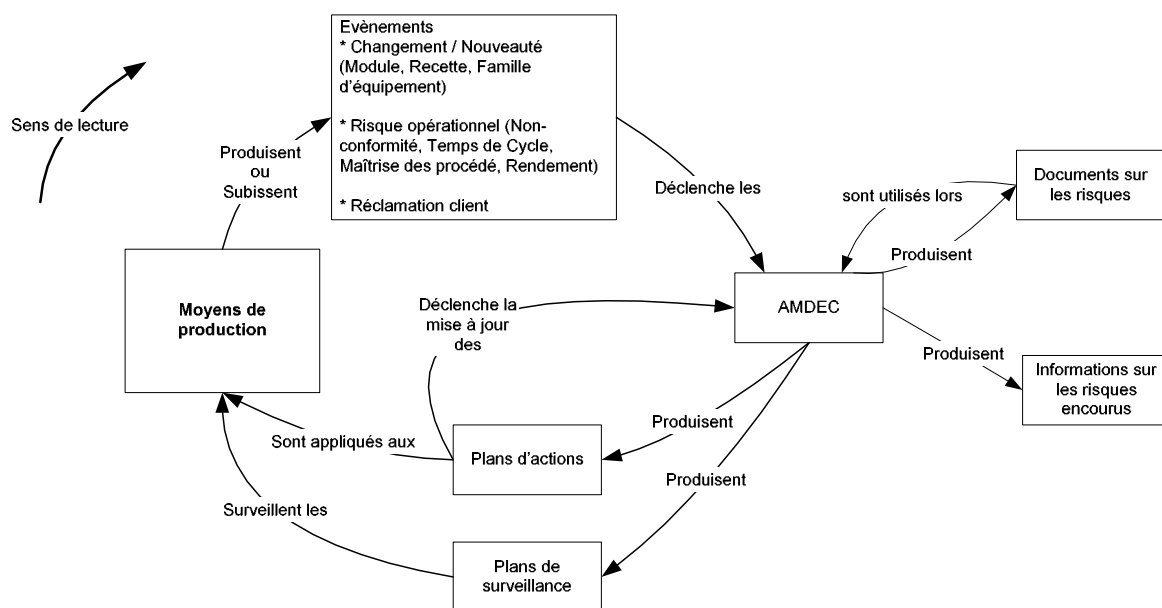 Evènements
* Changement / Nouveauté
(Module, Recette, Famille
d'équipement)
* Risque opérationnel (Non-
conformité, Temps de Cycle,
Maîtrise des procédé, Rendement)
* Réclamation client
Sens de lecture
Produisent
ou
Subissent
Déclenche les
sont utilisés lors
Documents sur
les risques
Produisent
Moyens de
production
Déclenche la
mise à jour
des
AMDEC
Produisent
Informations sur
les risques
encourus
Sont appliqués aux
Plans d'actions
Produisent
Produisent
Surveillent les
Plans de
surveillance